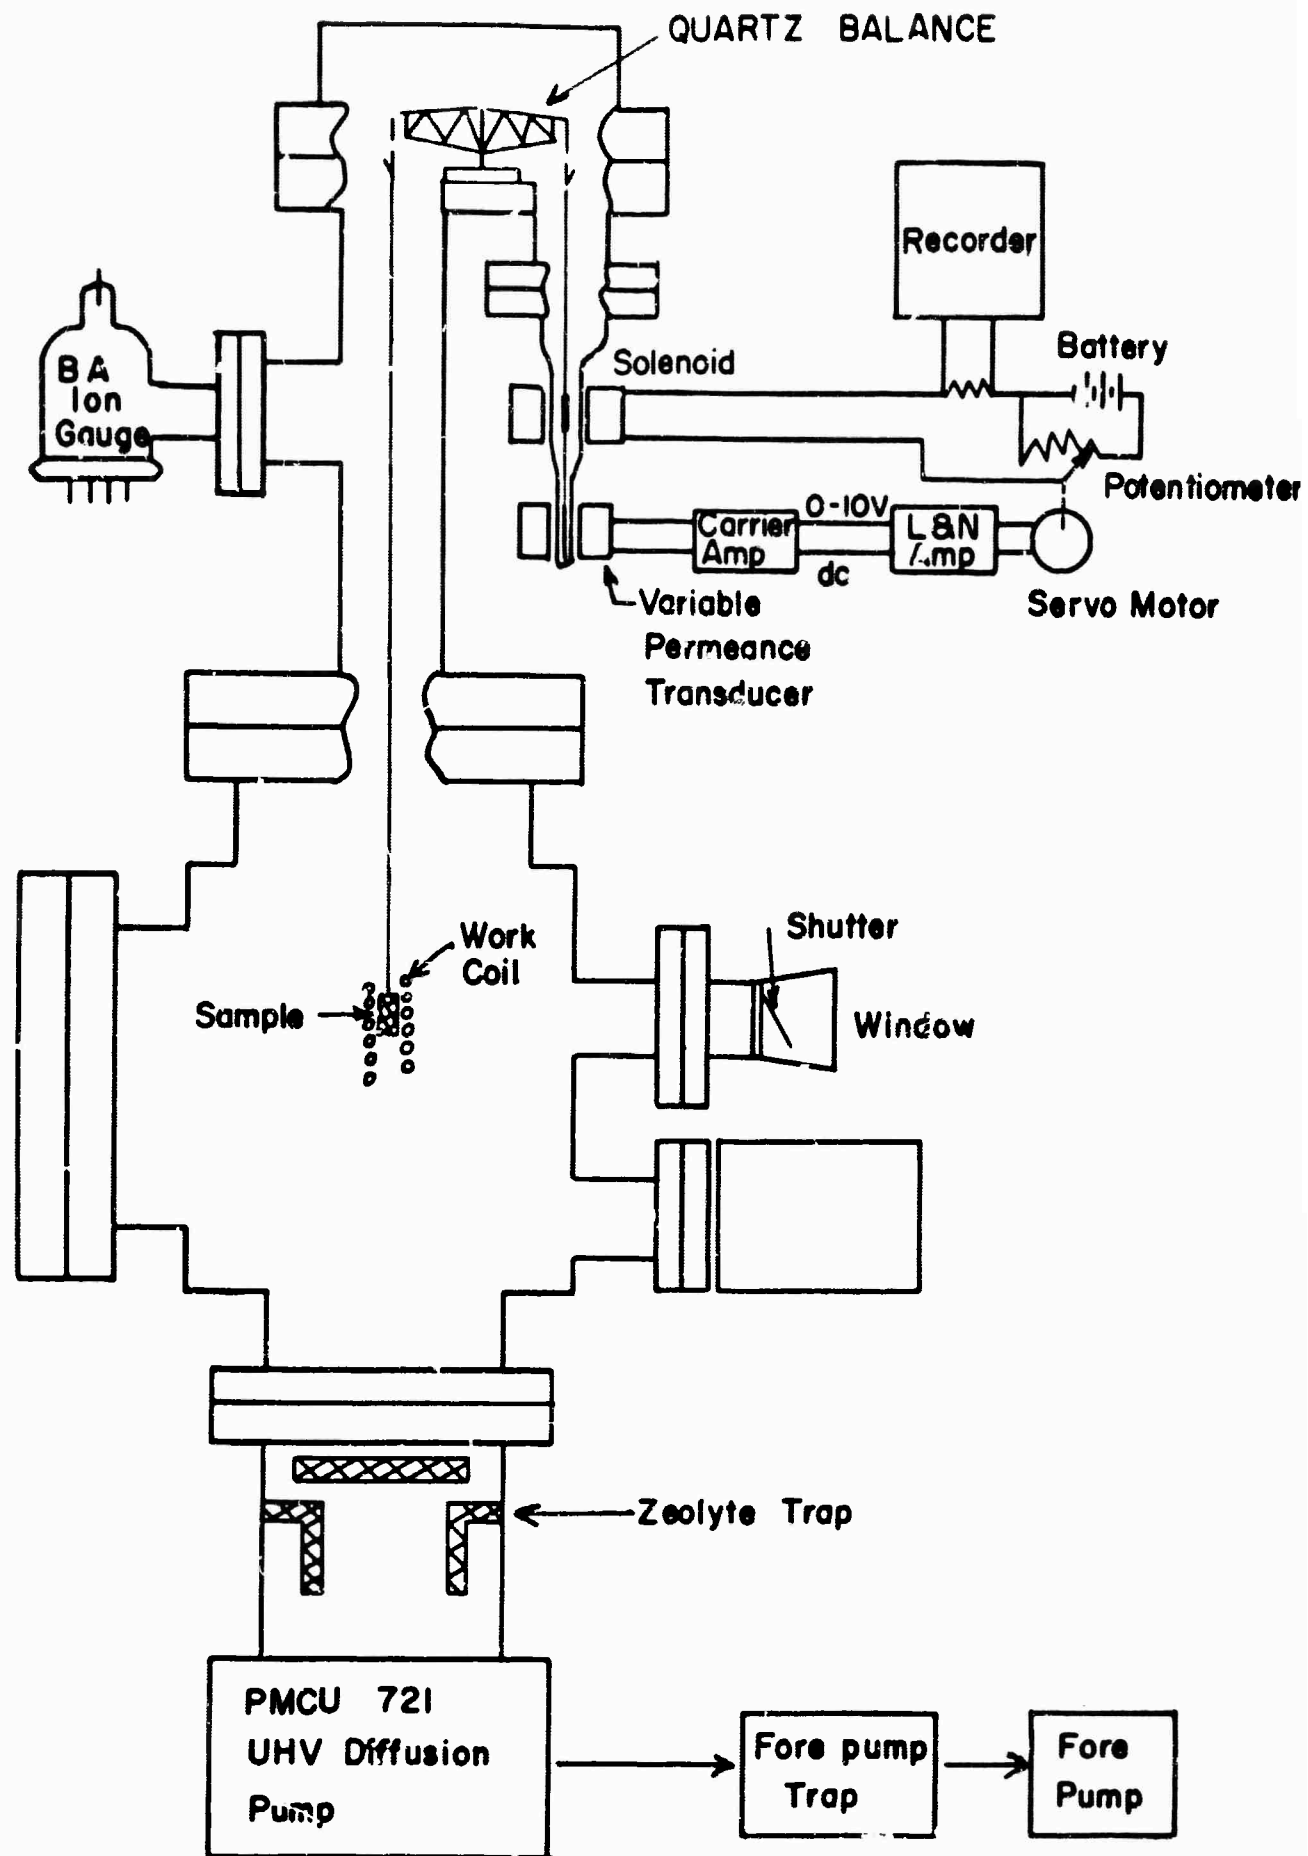 QUARTZ BALANCE
Recorder
Battery
Solenoid
BA
Ion
Gauge
Potentiometer
0-10V
Carrier
Amp
L&N
Amp
dc
Servo Motor
Variable
Permeance
Transducer
Shutter
Work
Coil
Sample
Window
Zeolyte Trap
PMCU 721
UHV Diffusion
Pump
Fore pump
Trap
Fore
Pump